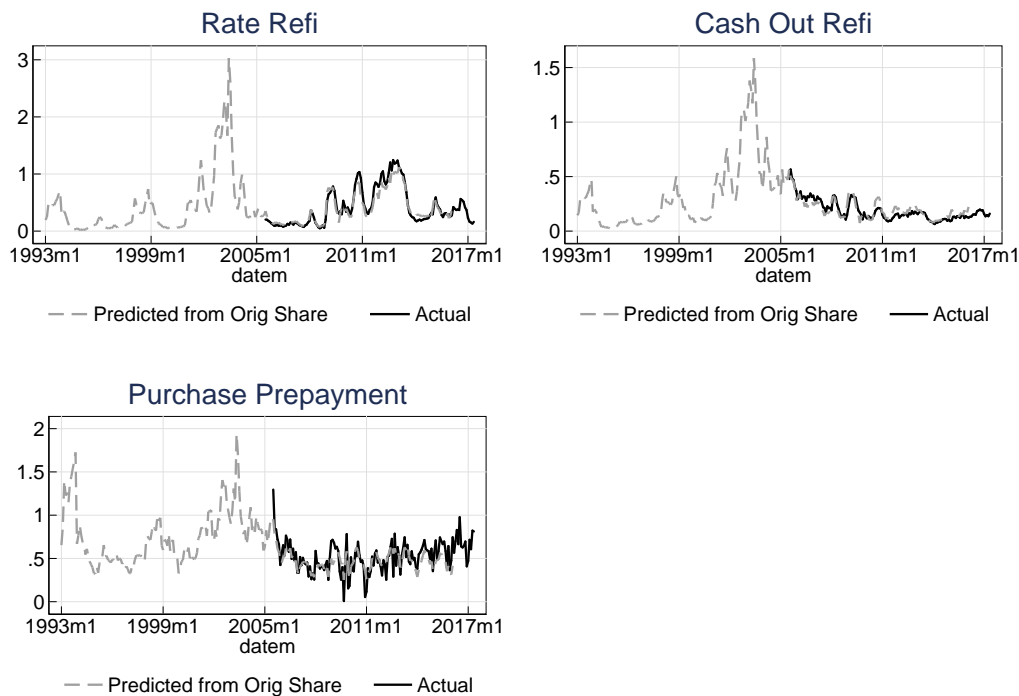 Rate Refi
3
2
1
0
1993m1 1999m1 2005m1 2011m1 2017m1
datem
Predicted from Orig Share Actual
Cash Out Refi
1.5
1
.5
0
1993m1 1999m1 2005m1 2011m1 2017m1
datem
Predicted from Orig Share Actual
Purchase Prepayment
2
1.5
1
.5
0
1993m1 1999m1 2005m1 2011m1 2017m1
datem
Predicted from Orig Share Actual